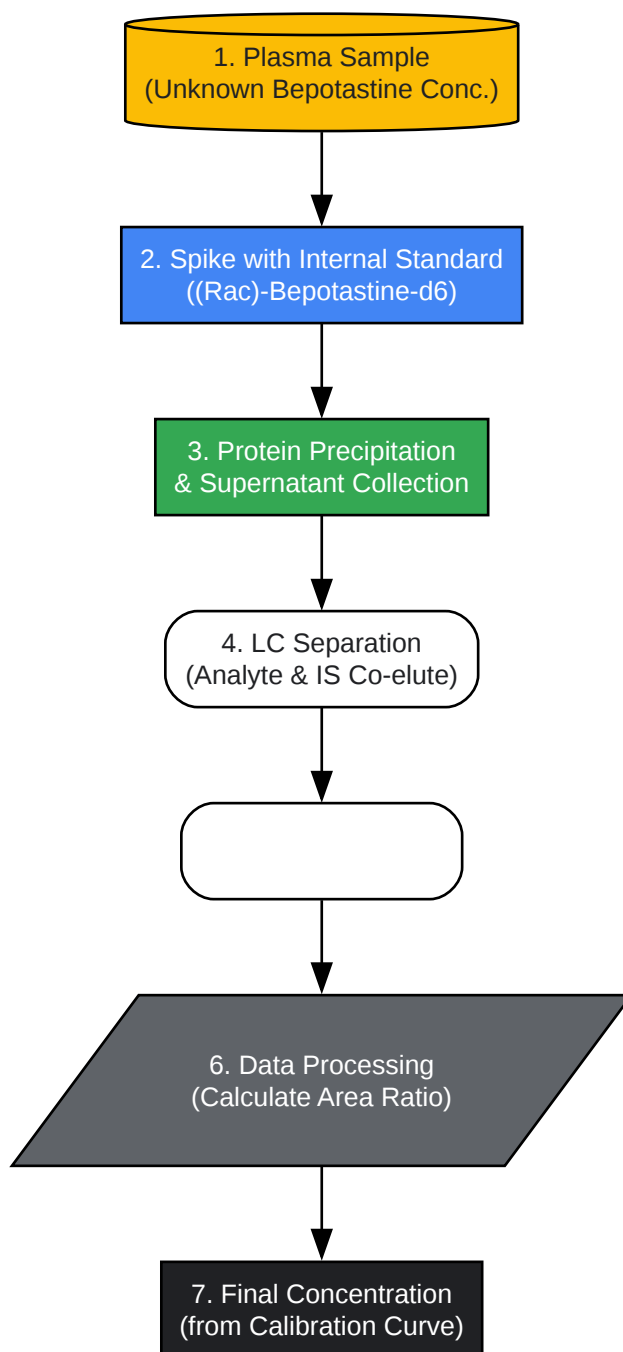 1. Plasma Sample
(Unknown Bepotastine Conc.)
2. Spike with Internal Standard
((Rac)-Bepotastine-d6)
3. Protein Precipitation
& Supernatant Collection
4. LC Separation
(Analyte & IS Co-elute)
6. Data Processing
(Calculate Area Ratio)
7. Final Concentration
(from Calibration Curve)